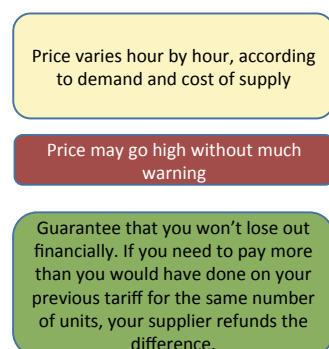 Price varies hour by hour, according
to demand and cost of supply
Price may go high without much
warning
Guarantee that you won’t lose out
financially. If you need to pay more
than you would have done on your
previous tariff for the same number
of units, your supplier refunds the
difference.